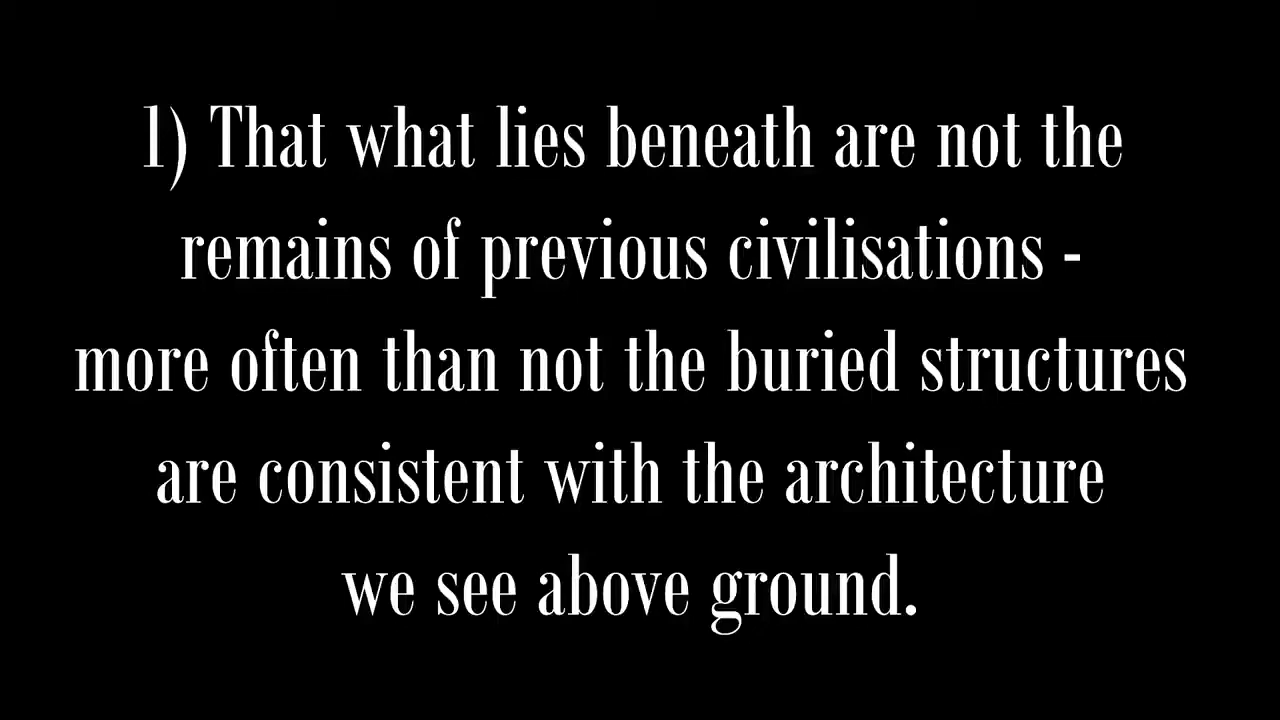 1) That what lies beneath are not the
remains of previous civilisations -
more often than not the buried structures
are consistent with the architecture
we see above ground.